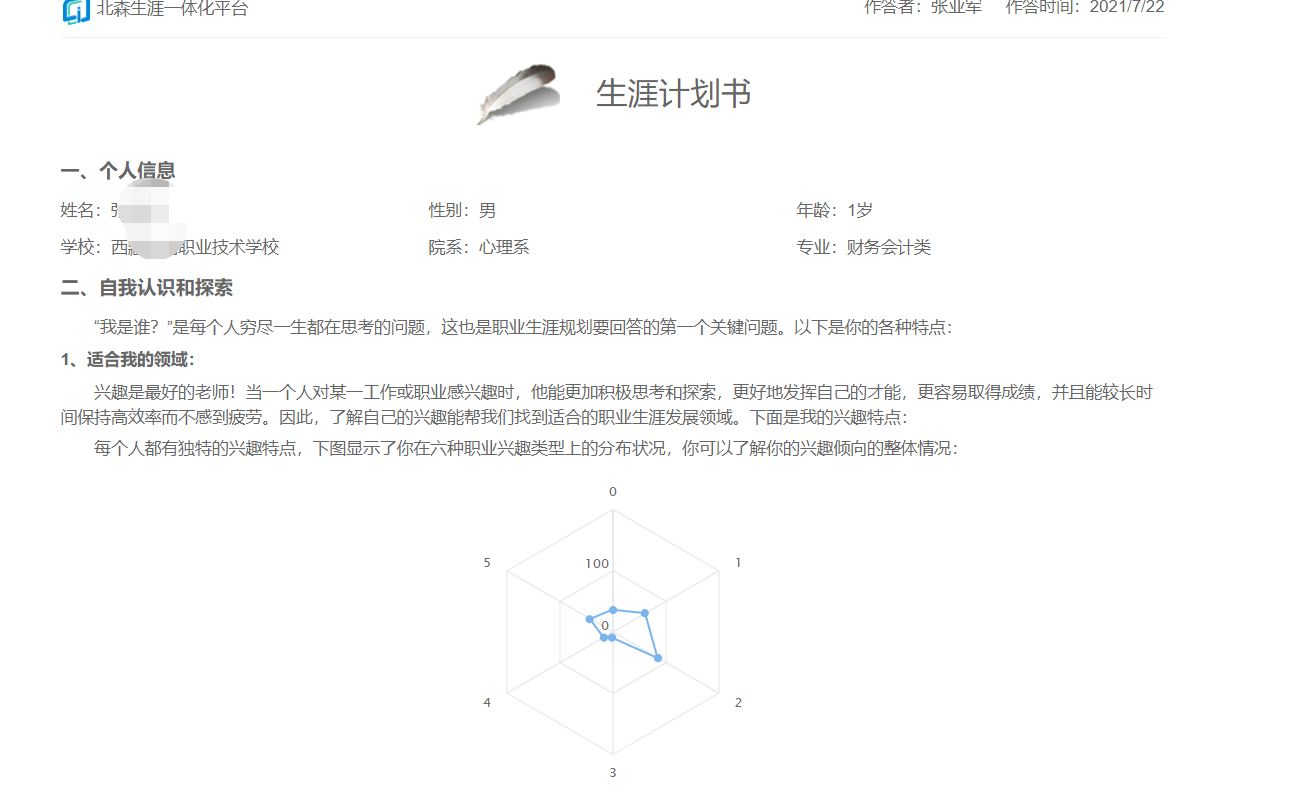 北森生涯一体化平台
作答者：张业军 作答时间：2021/7/22
生涯计划书
一、个人信息
姓名： 性别：男 年龄：1岁
学校：西 职业技术学校 院系：心理系 专业：财务会计类
二、自我认识和探索
“我是谁？”是每个人穷尽一生都在思考的问题，这也是职业生涯规划要回答的第一个关键问题。以下是你的各种特点：
1、适合我的领域：
兴趣是最好的老师！当一个人对某一工作或职业感兴趣时，他能更加积极思考和探索，更好地发挥自己的才能，更容易取得成绩，并且能较长时
间保持高效率而不感到疲劳。因此，了解自己的兴趣能帮我们找到适合的职业生涯发展领域。下面是我的兴趣特点：
每个人都有独特的兴趣特点，下图显示了你在六种职业兴趣类型上的分布状况，你可以了解你的兴趣倾向的整体情况：
0
5
100
1
0
4
2
3